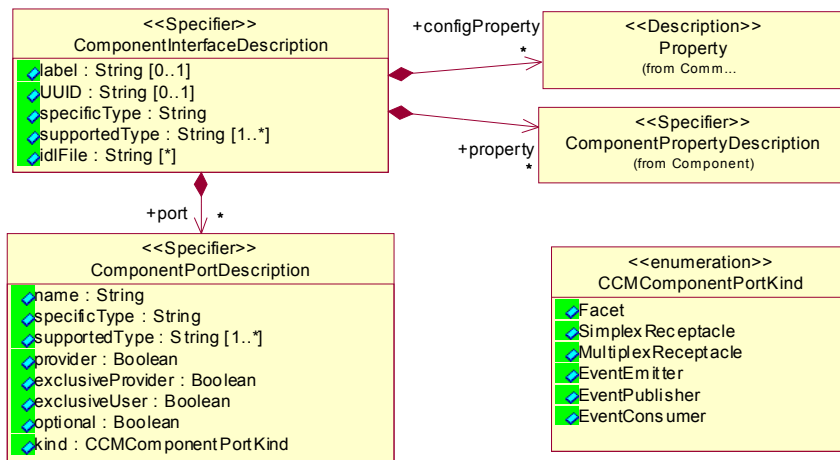 <<Specifier>>
ComponentInterfaceDescription
label : String [0..1]
UUID : String [0..1]
specificType : String
supportedType : String [1..*]
idlFile : String [*]
+configProperty
*
<<Description>>
Property
(from Comm...
+property
*
<<Specifier>>
ComponentPropertyDescription
(from Component)
+port
*
<<Specifier>>
ComponentPortDescription
name : String
specificType : String
supportedType : String [1..*]
provider : Boolean
exclusiveProvider : Boolean
exclusiveUser : Boolean
optional : Boolean
kind : CCMComponentPortKind
<<enumeration>>
CCMComponentPortKind
Facet
SimplexReceptacle
MultiplexReceptacle
EventEmitter
EventPublisher
EventConsumer